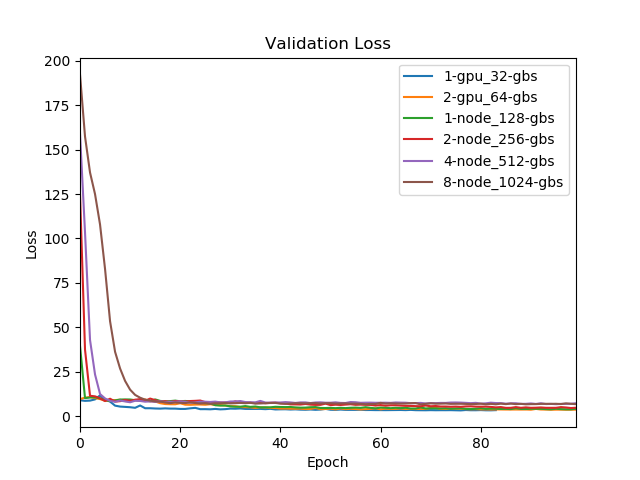 Validation Loss
200
175
150
125
100
75
50
25
0
Loss
1-gpu_32-gbs
2-gpu_64-gbs
1-node_128-gbs
2-node_256-gbs
4-node_512-gbs
8-node_1024-gbs
0 20 40 60 80
Epoch